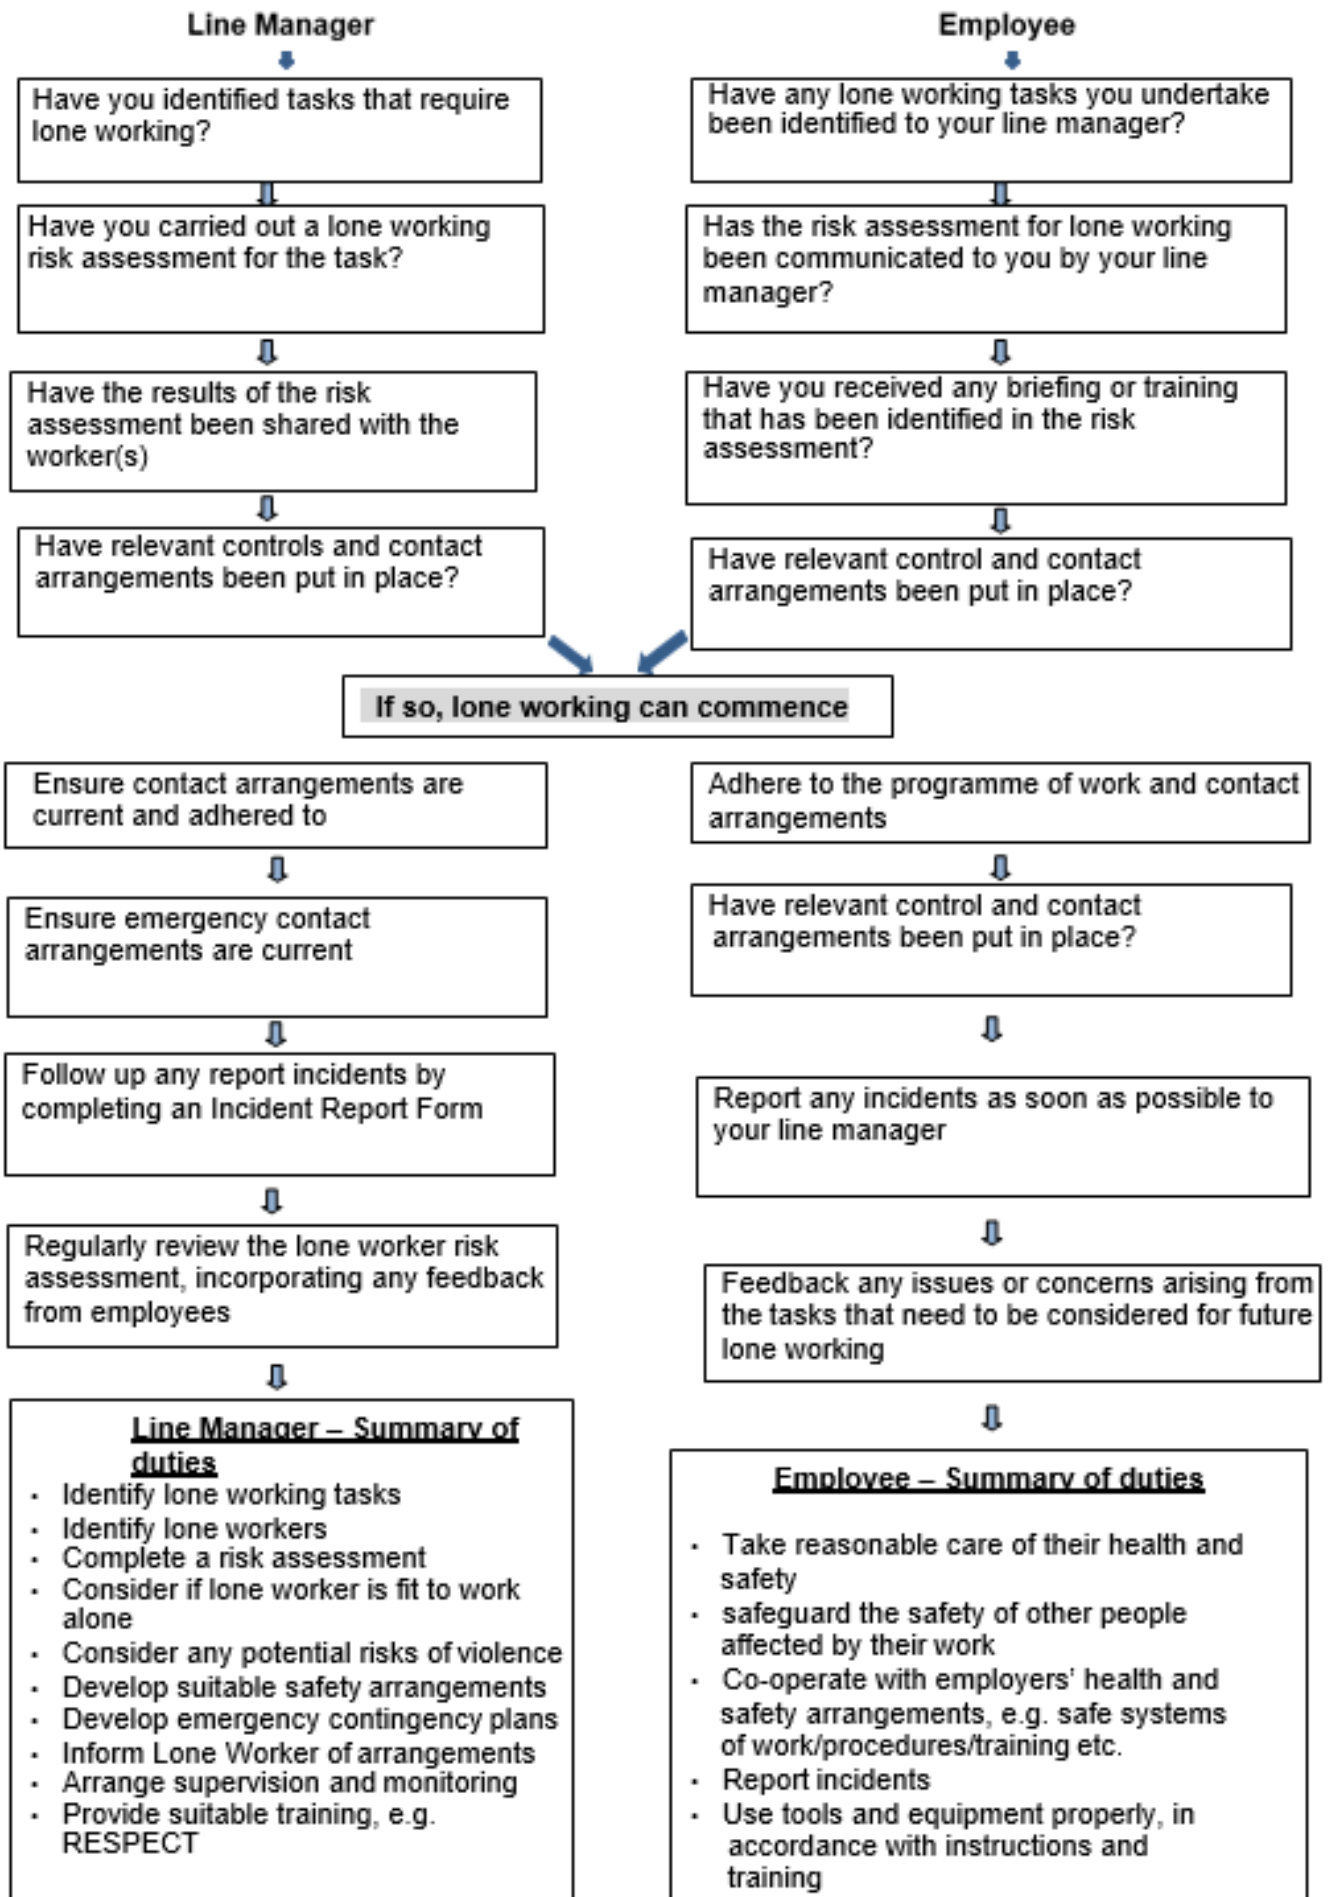 Line Manager
Have you identified tasks that require
lone working?
Have you carried out a lone working
risk assessment for the task?
Have the results of the risk
assessment been shared with the
worker(s)
Have relevant controls and contact
arrangements been put in place?
Employee
Have any lone working tasks you undertake
been identified to your line manager?
Has the risk assessment for lone working
been communicated to you by your line
manager?
Have you received any briefing or training
that has been identified in the risk
assessment?
Have relevant control and contact
arrangements been put in place?
If so, lone working can commence
Ensure contact arrangements are
current and adhered to
Ensure emergency contact
arrangements are current
Follow up any report incidents by
completing an Incident Report Form
Regularly review the lone worker risk
assessment, incorporating any feedback
from employees
Line Manager – Summary of
duties
· Identify lone working tasks
· Identify lone workers
· Complete a risk assessment
· Consider if lone worker is fit to work
alone
· Consider any potential risks of violence
· Develop suitable safety arrangements
· Develop emergency contingency plans
· Inform Lone Worker of arrangements
· Arrange supervision and monitoring
· Provide suitable training, e.g.
RESPECT
Adhere to the programme of work and contact
arrangements
Have relevant control and contact
arrangements been put in place?
Report any incidents as soon as possible to
your line manager
Feedback any issues or concerns arising from
the tasks that need to be considered for future
lone working
Employee – Summary of duties
· Take reasonable care of their health and
safety
· safeguard the safety of other people
affected by their work
· Co-operate with employers’ health and
safety arrangements, e.g. safe systems
of work/procedures/training etc.
· Report incidents
· Use tools and equipment properly, in
accordance with instructions and
training